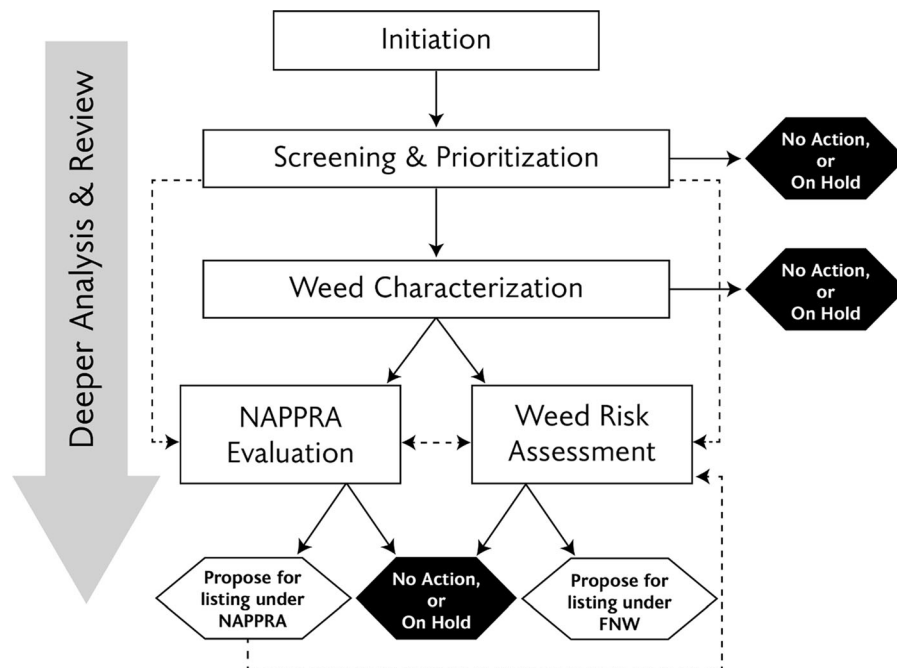 Deeper Analysis & Review
Initiation
Screening & Prioritization
No Action,
or
On Hold
Weed Characterization
No Action,
or
On Hold
NAPPRA
Evaluation
Weed Risk
Assessment
Propose for
listing under
NAPPRA
No Action,
or
On Hold
Propose for
listing under
FNW